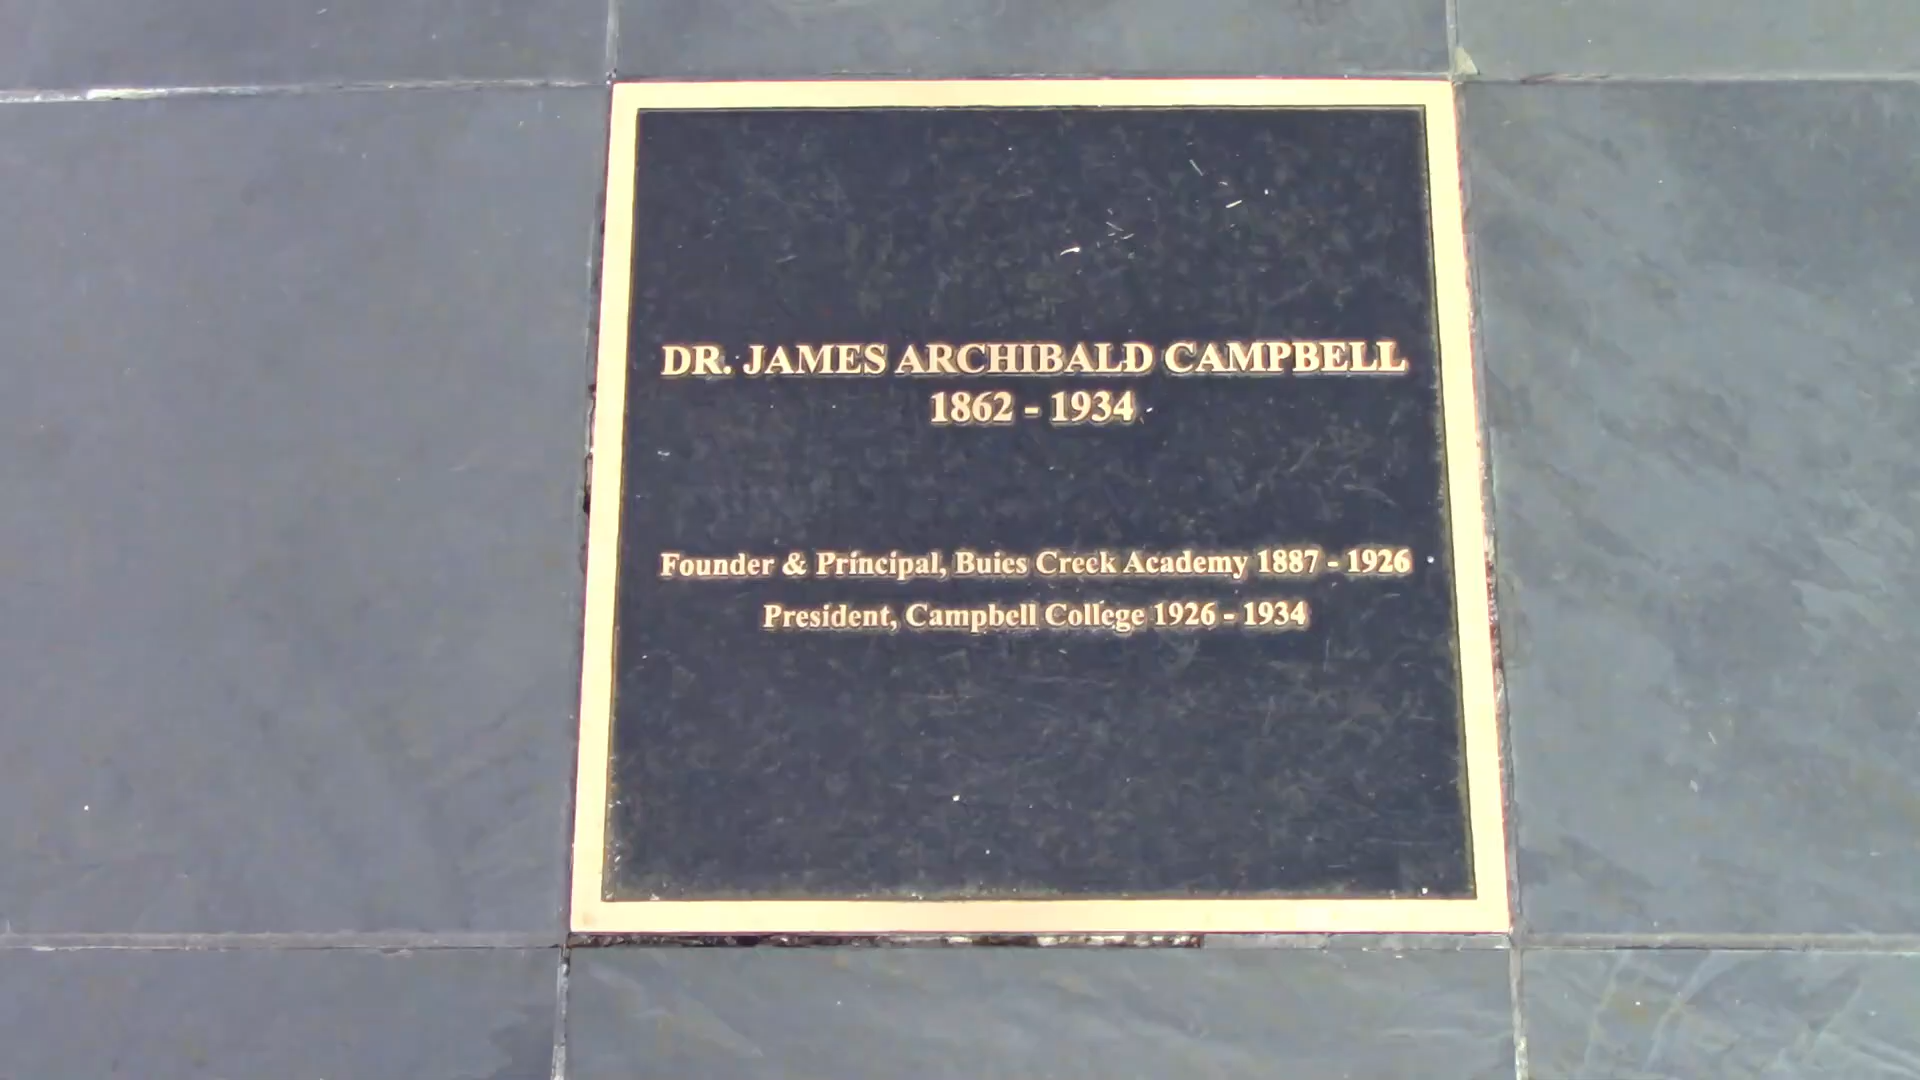 DR. JAMES ARCHIBALD CAMPBELL
1862 - 1934
Founder & Principal, Buies Creek Academy 1887 - 1926
President, Campbell College 1926 - 1934